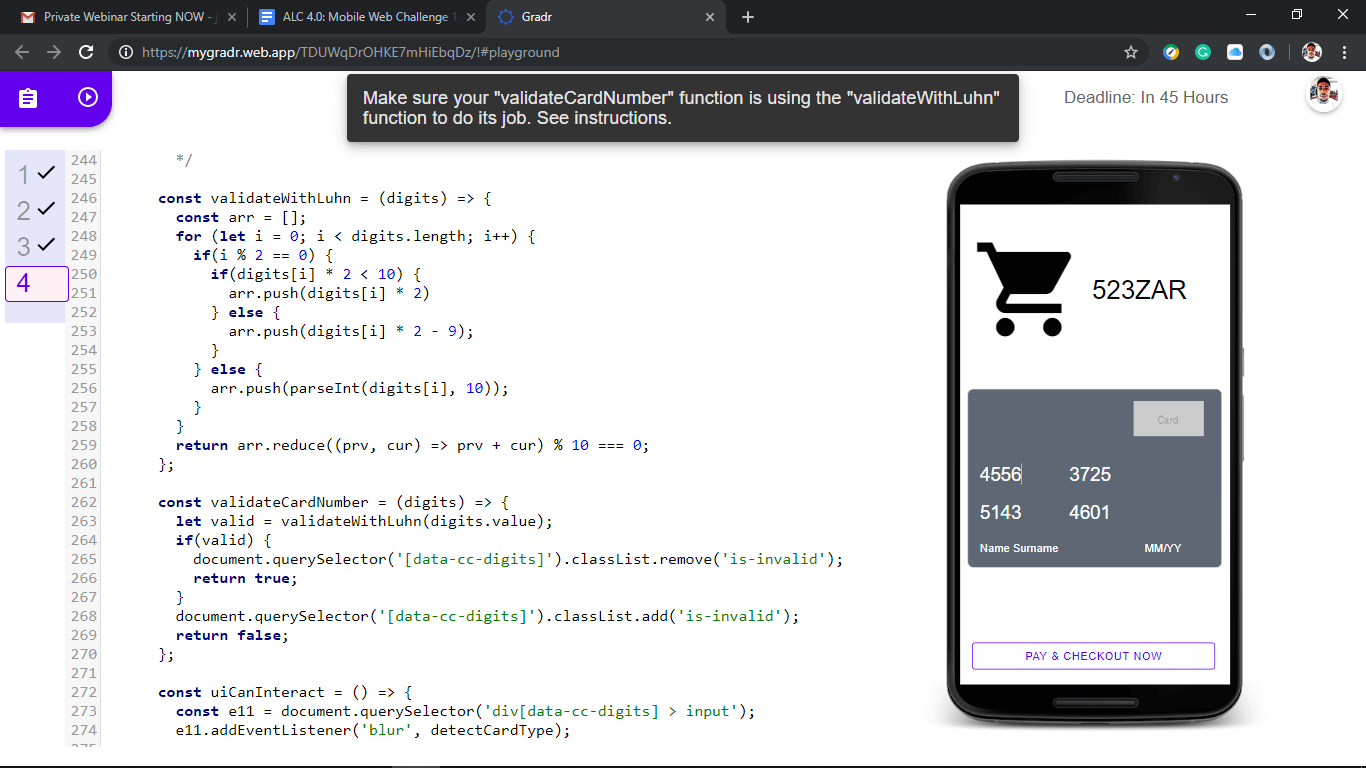 Private Webinar Starting NOW - j
ALC 4.0: Mobile Web Challenge 1
Gradr
https://mygradr.web.app/TDUWqDrOHKE7mHiEbqDz/!#playground
Make sure your "validateCardNumber" function is using the "validateWithLuhn"
function to do its job. See instructions.
Deadline: In 45 Hours
1
2
3
4
244 */
245
246 const validateWithLuhn = (digits) => {
247 const arr = [];
248 for (let i = 0; i < digits.length; i++) {
249 if(i % 2 == 0) {
250 if(digits[i] * 2 < 10) {
251 arr.push(digits[i] * 2)
252 } else {
253 arr.push(digits[i] * 2 - 9);
254 }
255 } else {
256 arr.push(parseInt(digits[i], 10));
257 }
258 }
259 return arr.reduce((prv, cur) => prv + cur) % 10 === 0;
260 };
261
262 const validateCardNumber = (digits) => {
263 let valid = validateWithLuhn(digits.value);
264 if(valid) {
265 document.querySelector('[data-cc-digits]').classList.remove('is-invalid');
266 return true;
267 }
268 document.querySelector('[data-cc-digits]').classList.add('is-invalid');
269 return false;
270 };
271
272 const uiCanInteract = () => {
273 const e11 = document.querySelector('div[data-cc-digits] > input');
274 e11.addEventListener('blur', detectCardType);
523ZAR
Card
4556 3725
5143 4601
Name Surname MM/YY
PAY & CHECKOUT NOW